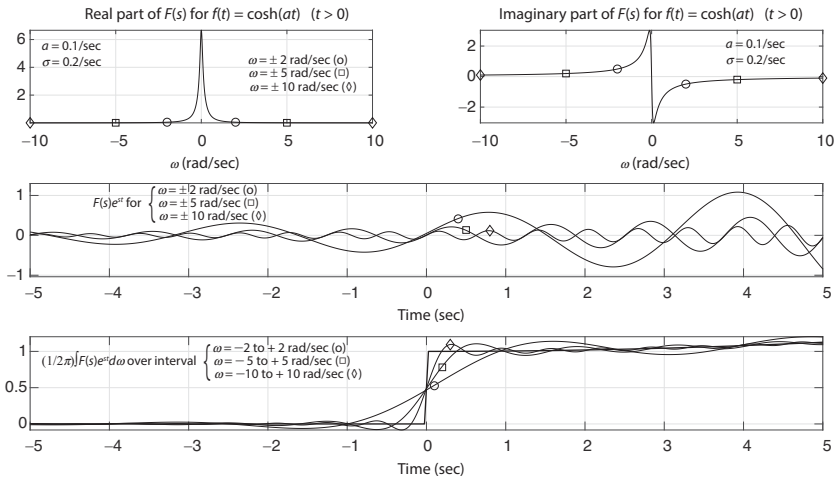 Real part of F(s) for f(t) = cosh(at)   (t > 0)
6
4
2
a = 0.1/sec
σ = 0.2/sec
ω = ± 2 rad/sec (o)
ω = ± 5 rad/sec (□)
ω = ± 10 rad/sec (◊)
−10 −5 0 5 10
ω (rad/sec)
Imaginary part of F(s) for f(t) = cosh(at)   (t > 0)
2
0
−2
a = 0.1/sec
σ = 0.2/sec
−10 −5 0 5 10
ω (rad/sec)
1
0
−1
F(s)e^st for
ω = ± 2 rad/sec (o)
ω = ± 5 rad/sec (□)
ω = ± 10 rad/sec (◊)
−5 −4 −3 −2 −1 0 1 2 3 4 5
Time (sec)
1
0.5
0
(1/2π)∫F(s)e^st dω over interval
ω = −2 to + 2 rad/sec (o)
ω = −5 to + 5 rad/sec (□)
ω = −10 to + 10 rad/sec (◊)
−5 −4 −3 −2 −1 0 1 2 3 4 5
Time (sec)